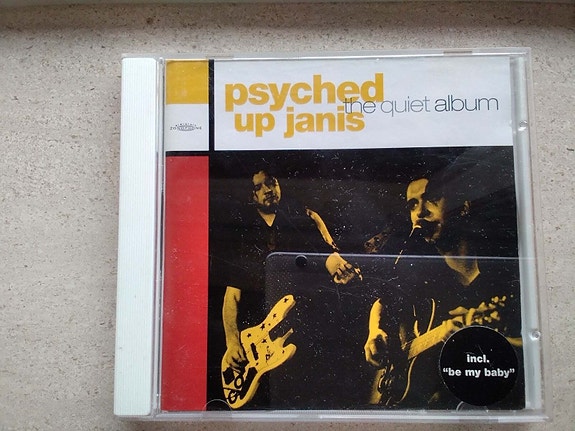 psyched
up janis
the quiet album
incl.
"be my baby"